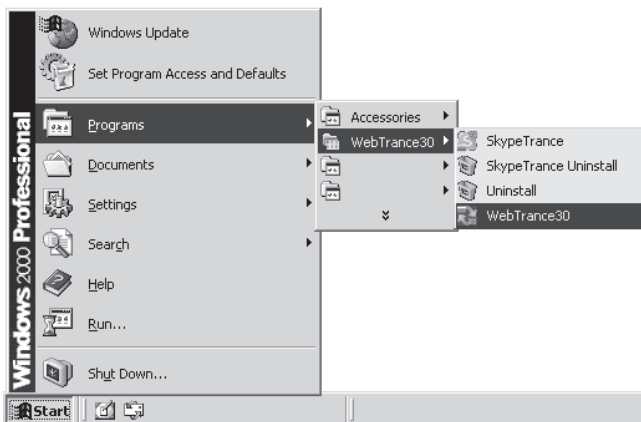 Windows Update
Set Program Access and Defaults
Programs
Documents
Settings
Search
Help
Run...
Shut Down...
Windows 2000 Professional
Accessories
WebTrance30
SkypeTrance
SkypeTrance Uninstall
Uninstall
WebTrance30
Start